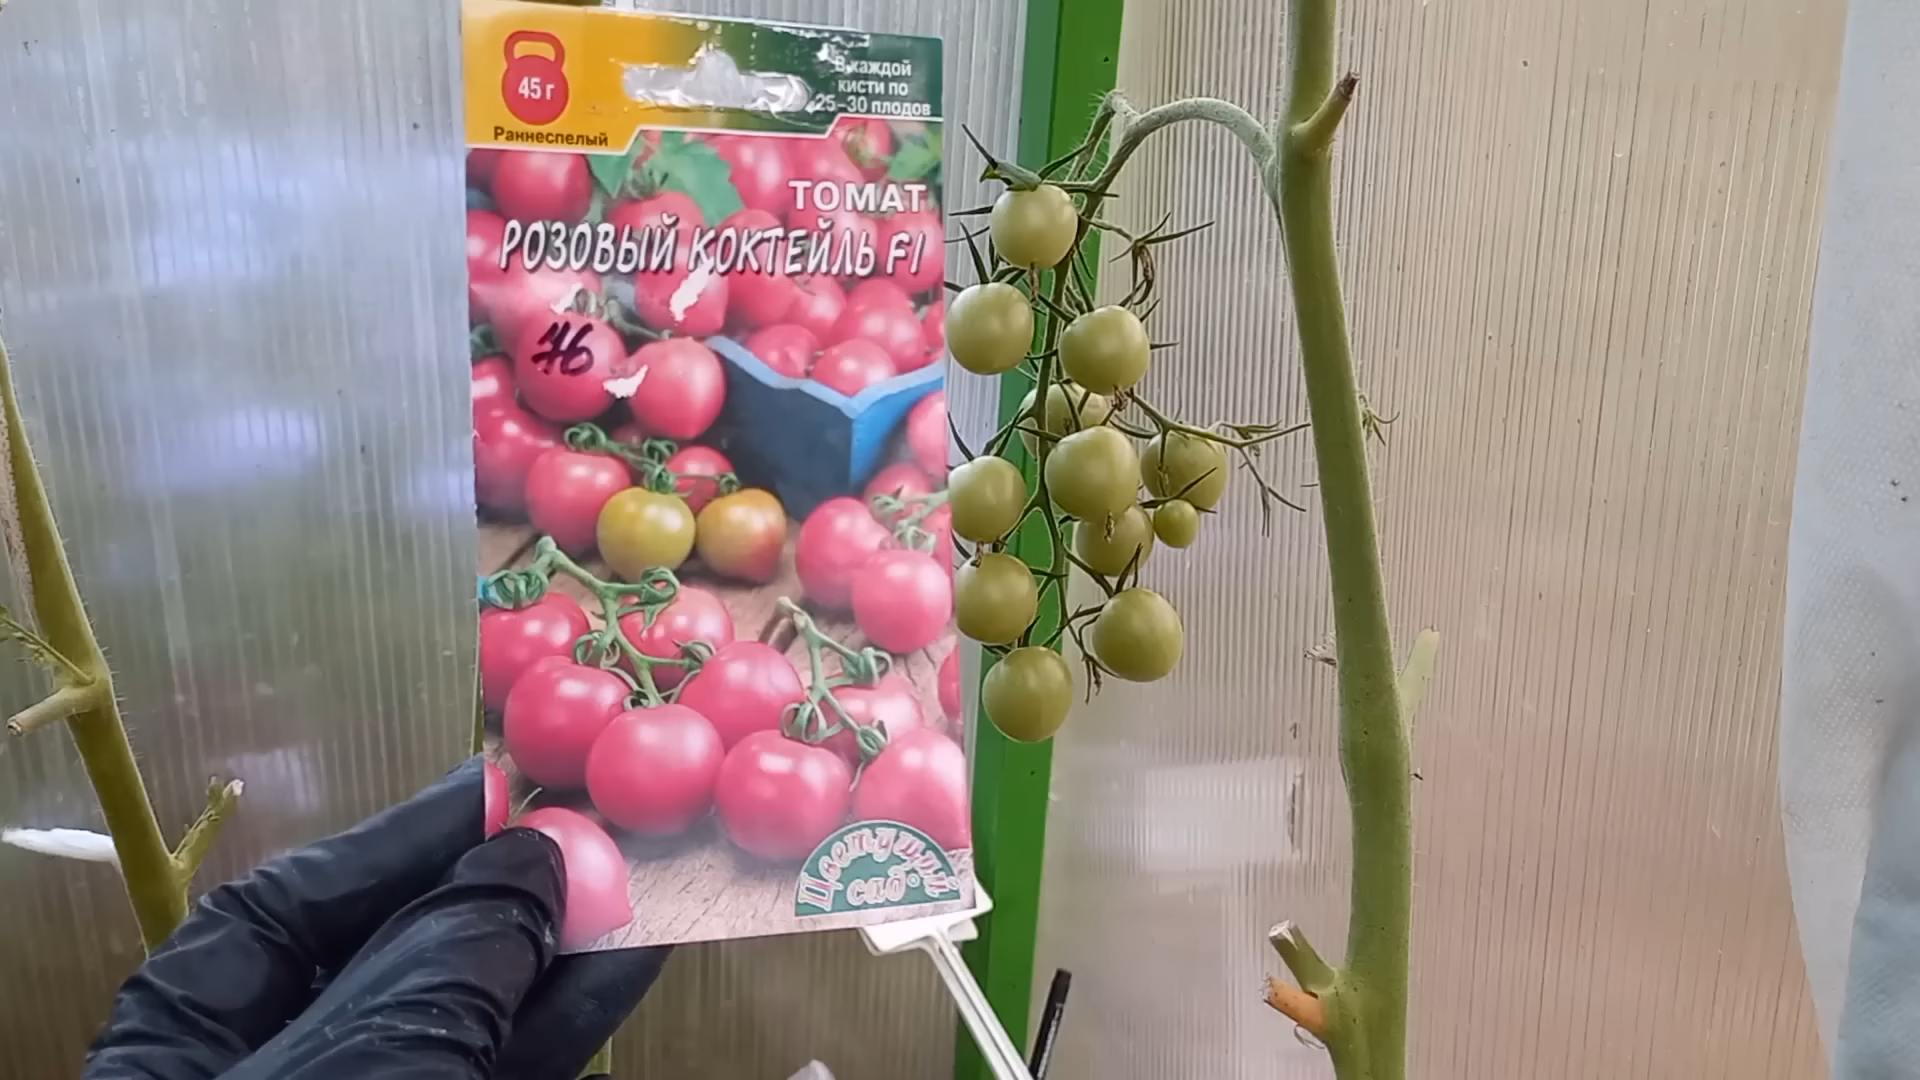 45 г
Раннеспелый
В каждой
кисти по
25-30 плодов
ТОМАТ
РОЗОВЫЙ КОКТЕЙЛЬ F1
76
Цветущий
сад®